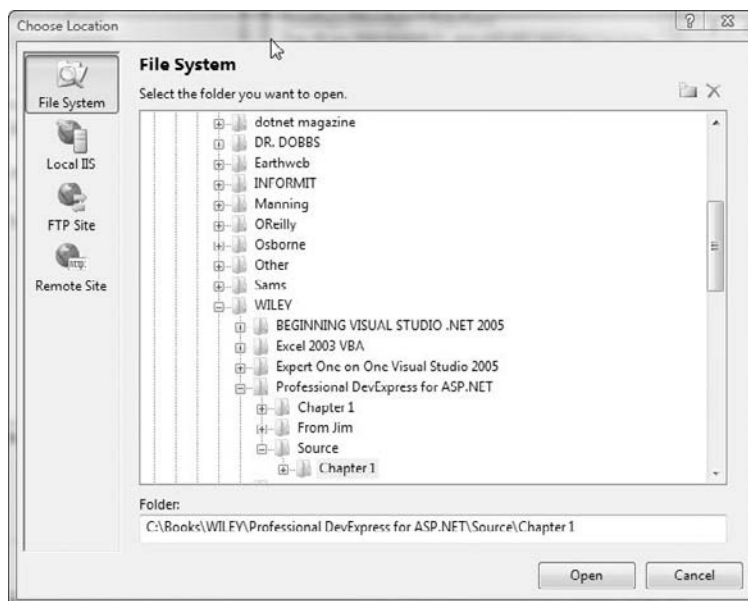 Choose Location
File System
Local IIS
FTP Site
Remote Site
File System
Select the folder you want to open.
dotnet magazine
DR. DOBBS
Earthweb
INFORMIT
Manning
OReilly
Osborne
Other
Sams
WILEY
BEGINNING VISUAL STUDIO .NET 2005
Excel 2003 VBA
Expert One on One Visual Studio 2005
Professional DevExpress for ASP.NET
Chapter 1
From Jim
Source
Chapter 1
Folder:
C:\Books\WILEY\Professional DevExpress for ASP.NET\Source\Chapter 1
Open
Cancel